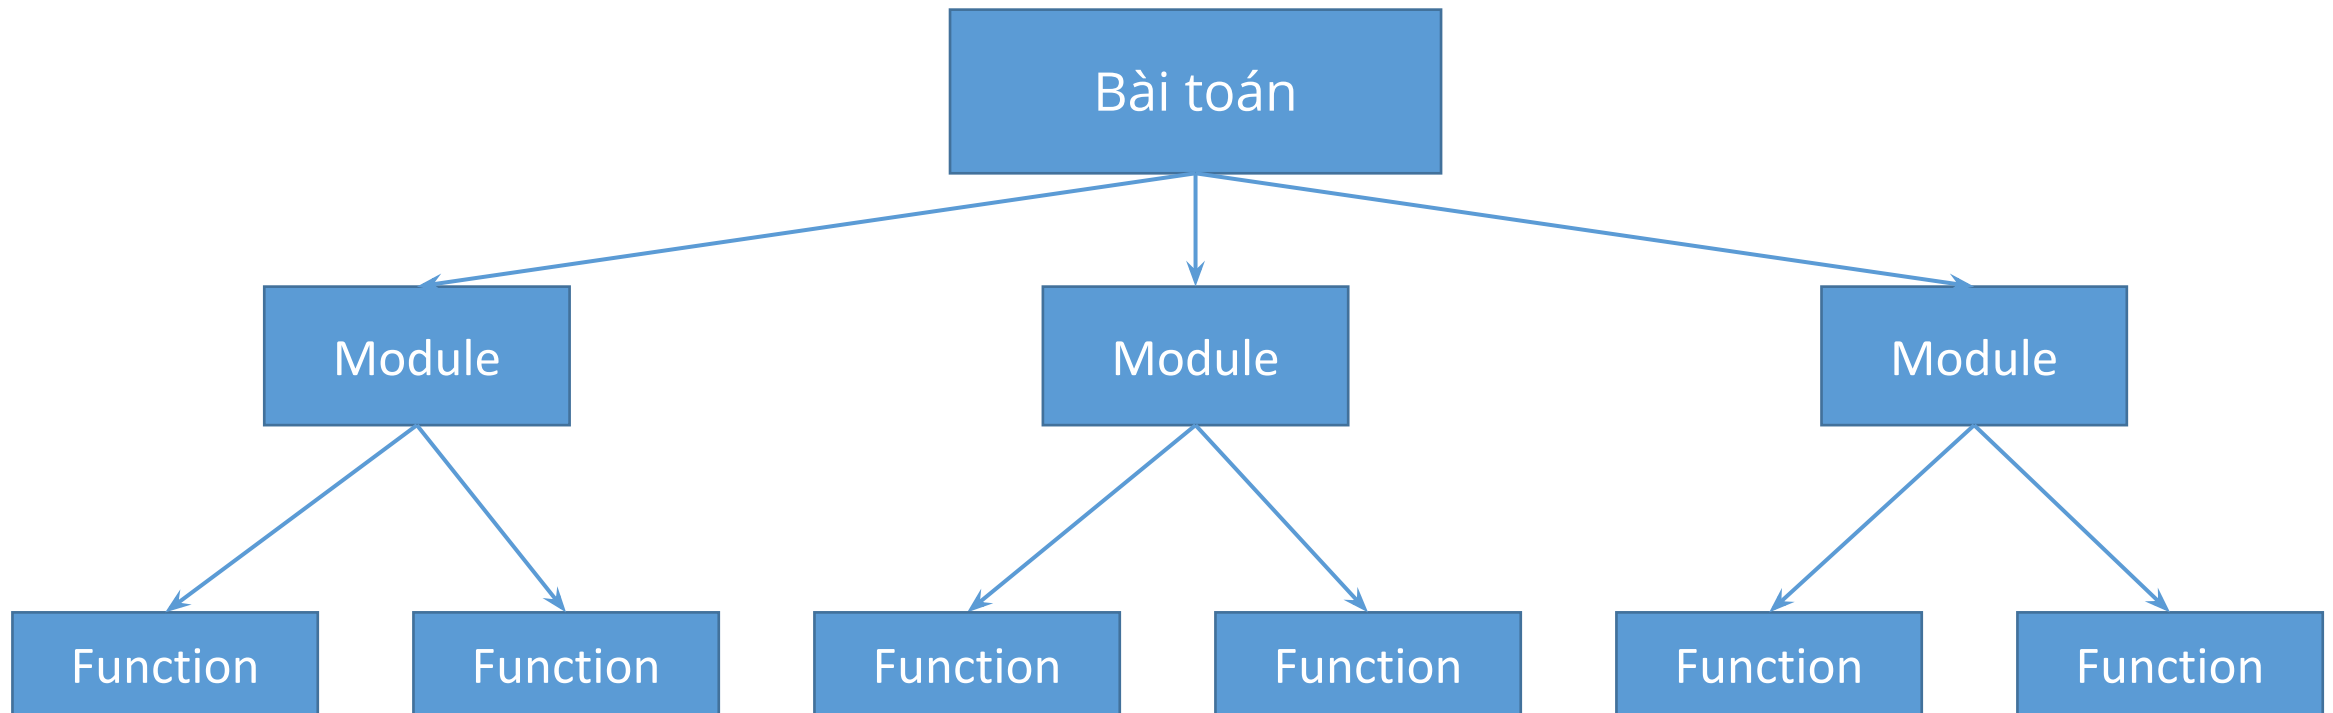 Bài toán
Module
Module
Module
Function
Function
Function
Function
Function
Function